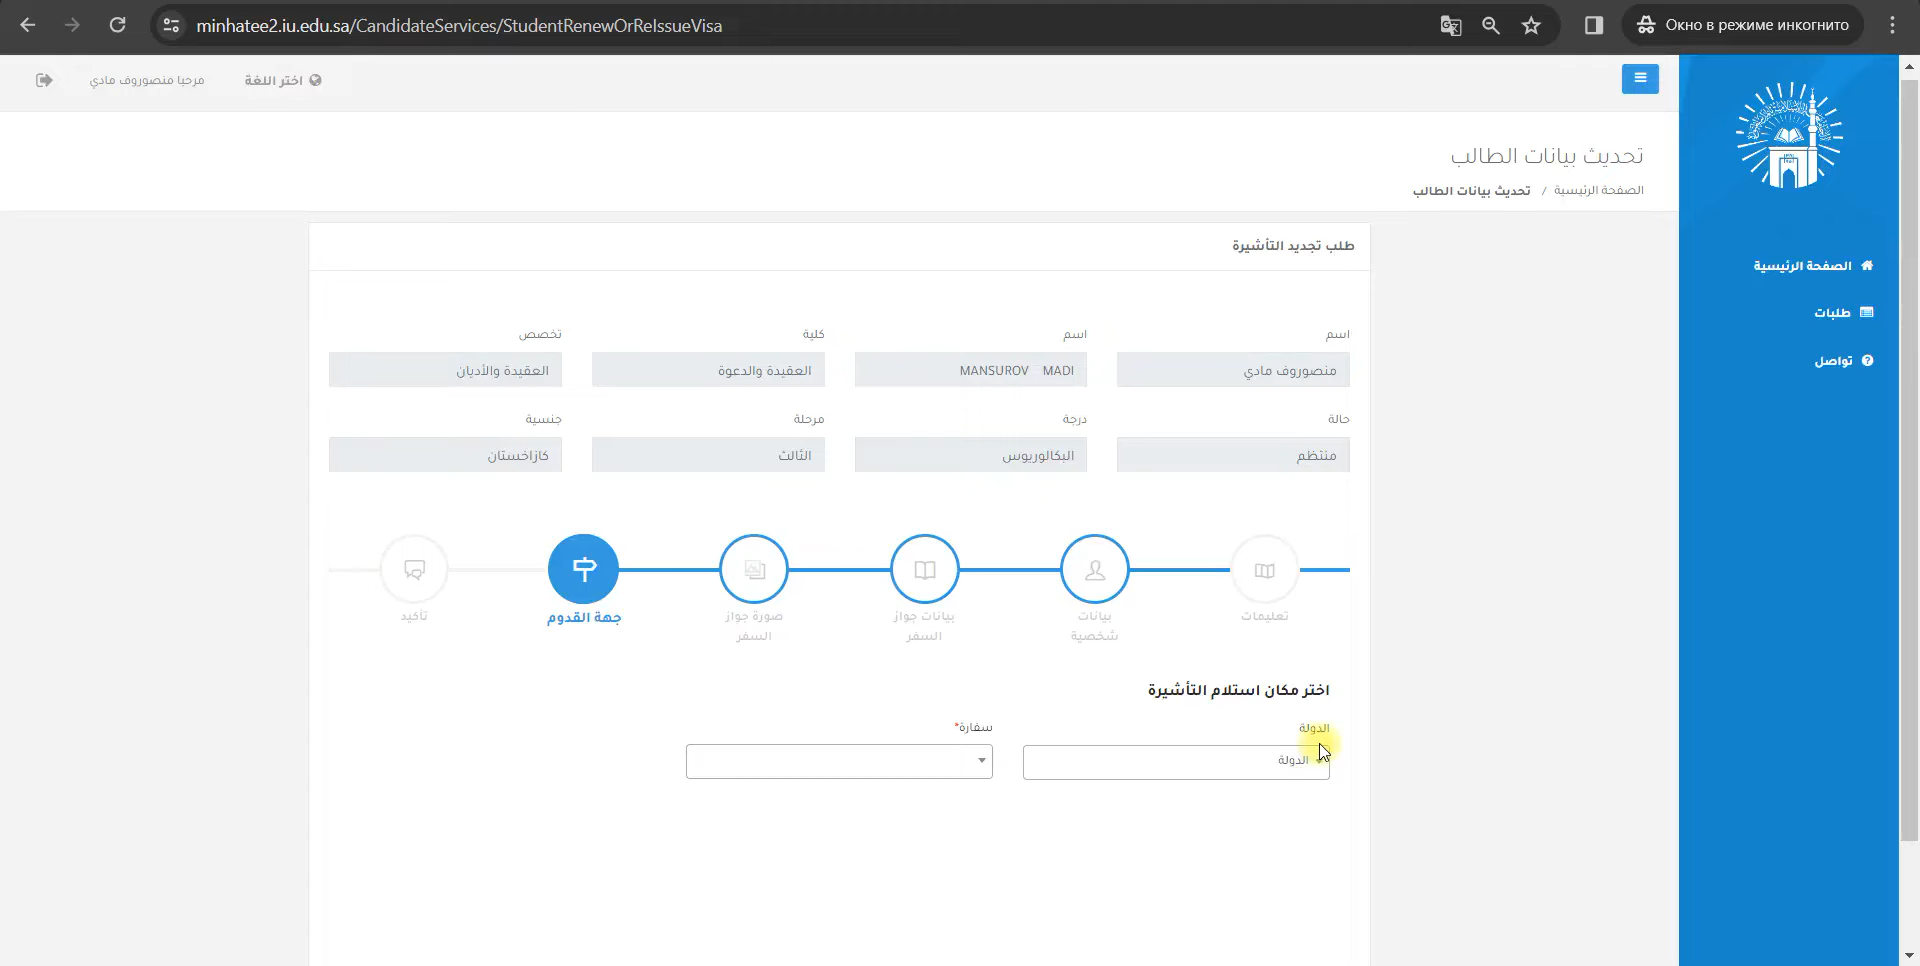 minhatee2.iu.edu.sa/CandidateServices/StudentRenewOrReIssueVisa
Окно в режиме инкогнито
اختر اللغة
مرحبا منصوروف مادي
تحديث بيانات الطالب
الصفحة الرئيسية / تحديث بيانات الطالب
الصفحة الرئيسية
طلبات
تواصل
طلب تجديد التأشيرة
اسم
اسم
كلية
تخصص
منصوروف مادي
MANSUROV MADI
العقيدة والدعوة
العقيدة والأديان
حالة
درجة
مرحلة
جنسية
منتظم
البكالوريوس
الثالث
كازاخستان
تعليمات
بيانات شخصية
بيانات جواز السفر
صورة جواز السفر
جهة القدوم
تأكيد
اختر مكان استلام التأشيرة
الدولة
سفارة*
الدولة